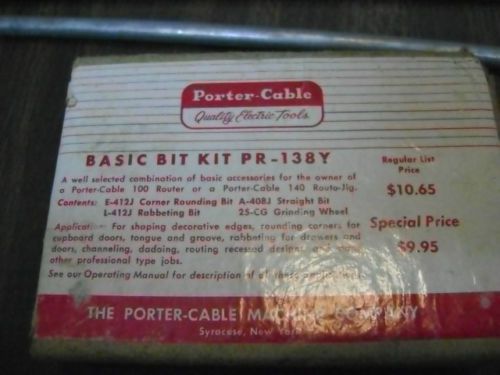 Porter-Cable
Quality Electric Tools
BASIC BIT KIT PR-138Y
A well selected combination of basic accessories for the owner of
a Porter-Cable 100 Router or a Porter-Cable 140 Routo-Jig.
Contents: E-412J Corner Rounding Bit A-408J Straight Bit
L-412J Rabbeting Bit 25-CG Grinding Wheel
Application: For shaping decorative edges, rounding corners for
cupboard doors, tongue and groove, rabbeting for drawers and
doors, channeling, dadoing, routing recessed designs, and many
other professional type jobs.
See our Operating Manual for description of all these applications.
Regular List
Price
$10.65
Special Price
$9.95
THE PORTER-CABLE MACHINE COMPANY
Syracuse, New York